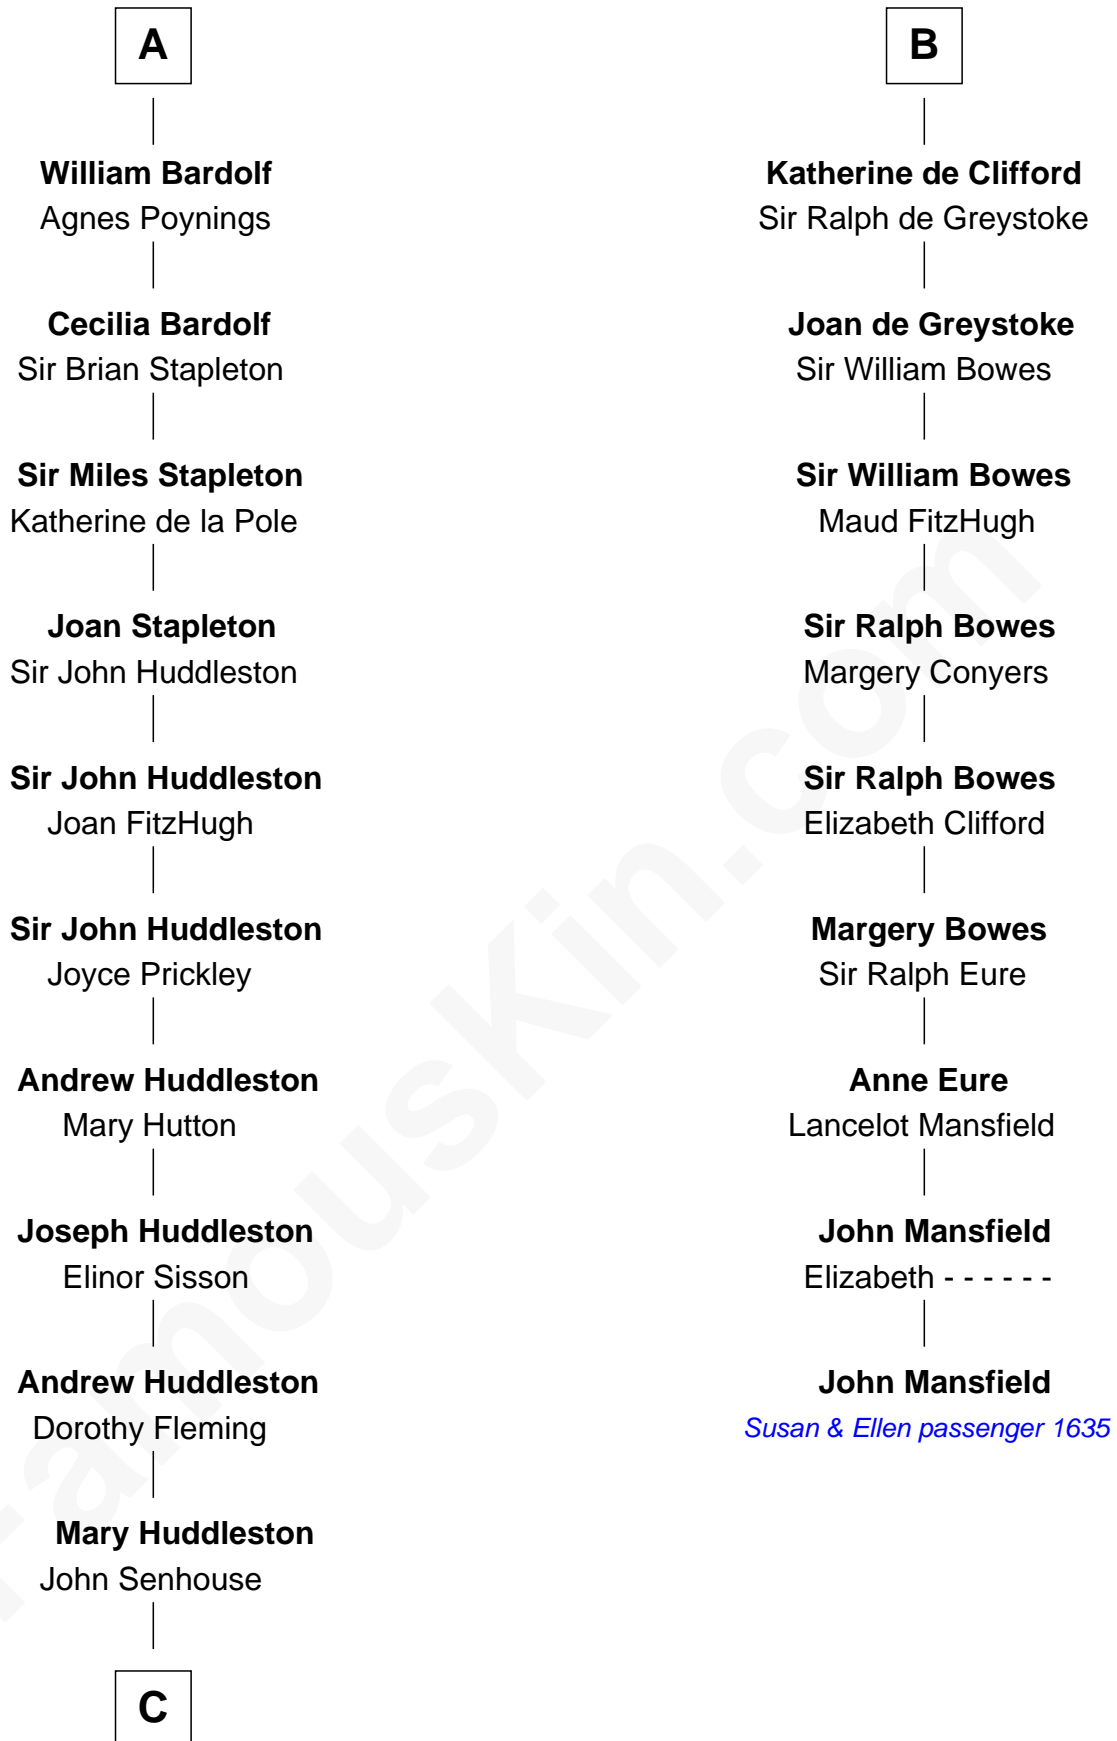 A
William Bardolf
Agnes Poynings
Cecilia Bardolf
Sir Brian Stapleton
Sir Miles Stapleton
Katherine de la Pole
Joan Stapleton
Sir John Huddleston
Sir John Huddleston
Joan FitzHugh
Sir John Huddleston
Joyce Prickley
Andrew Huddleston
Mary Hutton
Joseph Huddleston
Elinor Sisson
Andrew Huddleston
Dorothy Fleming
Mary Huddleston
John Senhouse
C
B
Katherine de Clifford
Sir Ralph de Greystoke
Joan de Greystoke
Sir William Bowes
Sir William Bowes
Maud FitzHugh
Sir Ralph Bowes
Margery Conyers
Sir Ralph Bowes
Elizabeth Clifford
Margery Bowes
Sir Ralph Eure
Anne Eure
Lancelot Mansfield
John Mansfield
Elizabeth - - - - - -
John Mansfield
Susan & Ellen passenger 1635
FamousKin.com